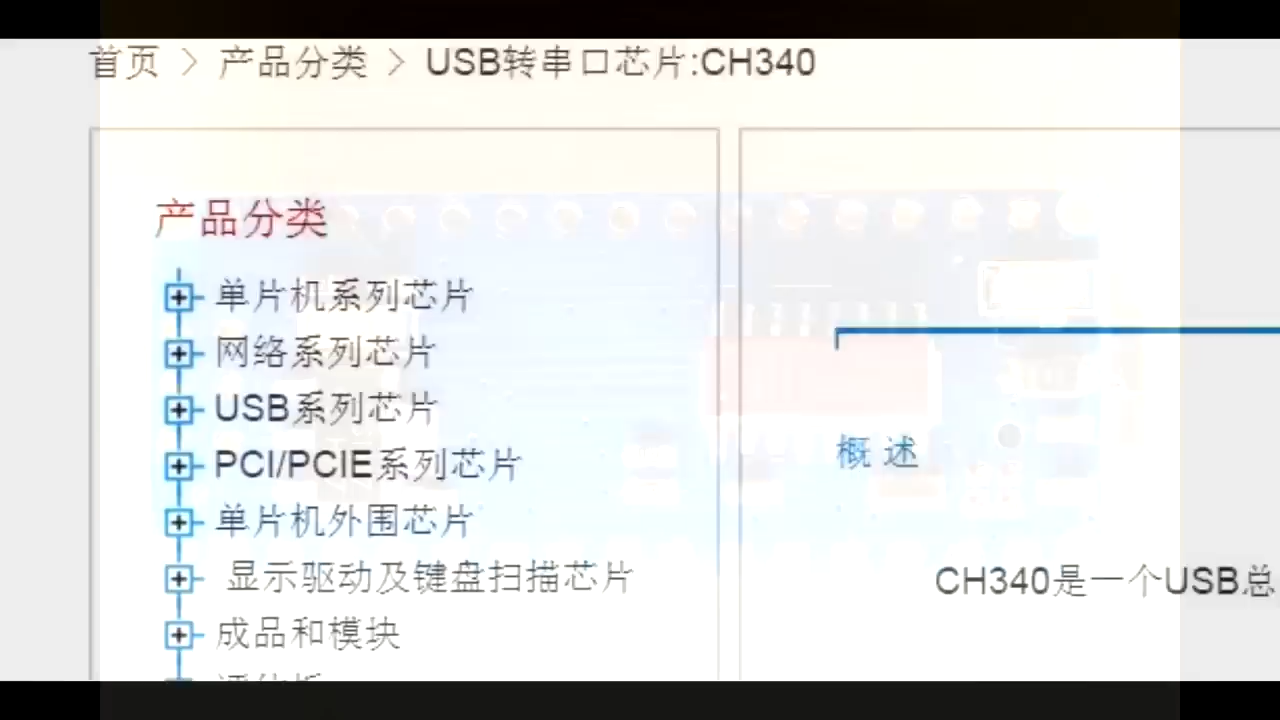 首页 > 产品分类 > USB转串口芯片:CH340
产品分类
单片机系列芯片
网络系列芯片
USB系列芯片
PCI/PCIE系列芯片
单片机外围芯片
显示驱动及键盘扫描芯片
成品和模块
概 述
CH340是一个USB总